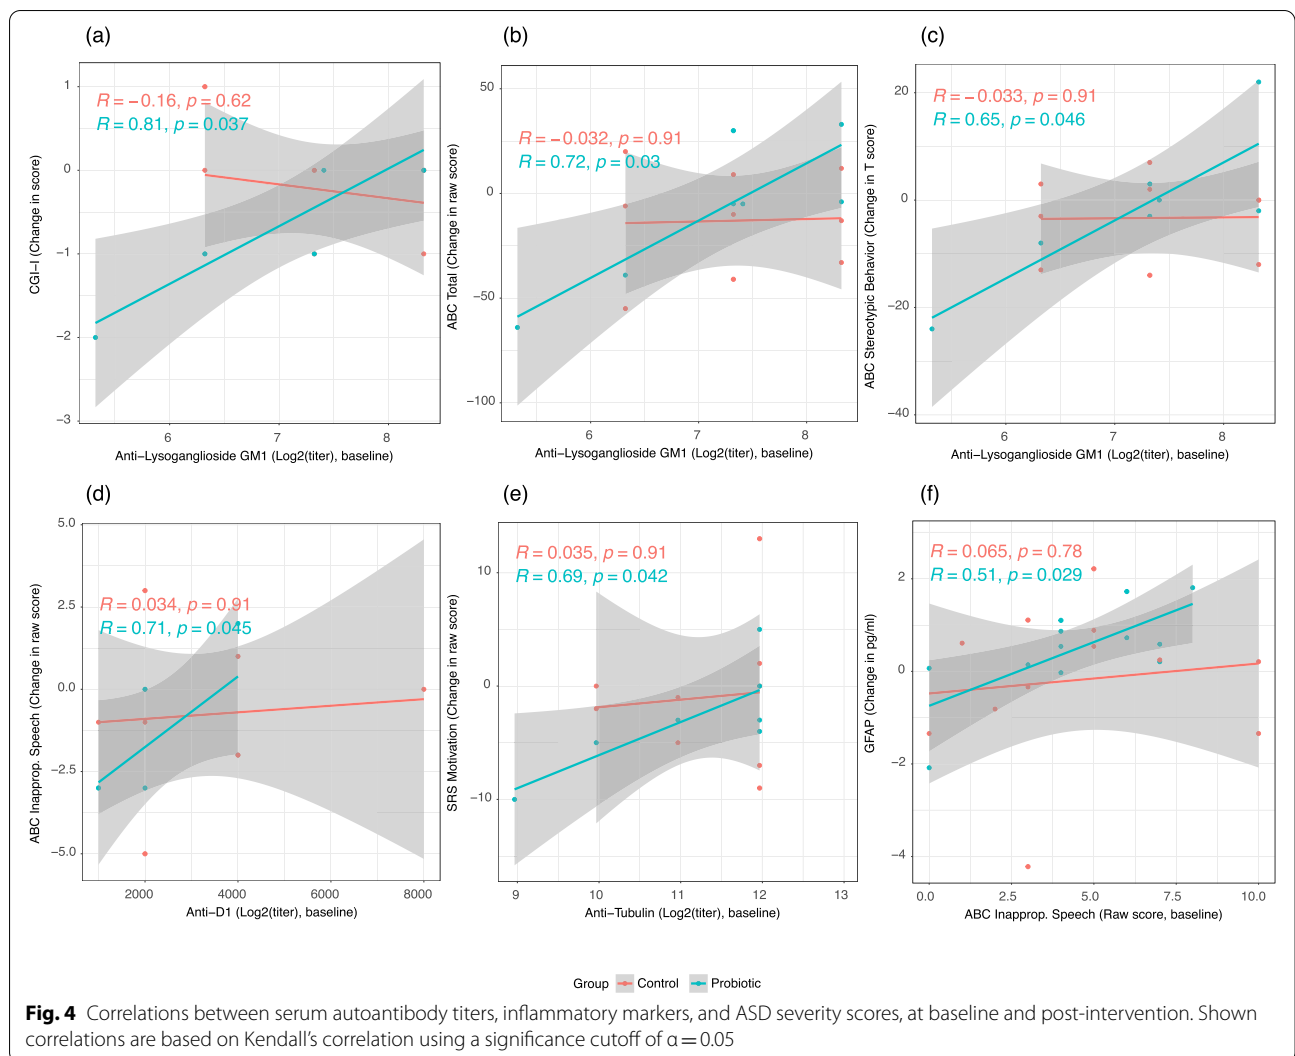 (a)
(b)
(c)
R = −0.16, p = 0.62
R = 0.81, p = 0.037
1
0
−1
−2
−3
CGI−I (Change in score)
6 7 8
Anti−Lysoganglioside GM1 (Log2(titer), baseline)
R = −0.032, p = 0.91
R = 0.72, p = 0.03
50
0
−50
−100
ABC Total (Change in raw score)
6 7 8
Anti−Lysoganglioside GM1 (Log2(titer), baseline)
R = −0.033, p = 0.91
R = 0.65, p = 0.046
20
0
−20
−40
ABC Stereotypic Behavior (Change in T score)
6 7 8
Anti−Lysoganglioside GM1 (Log2(titer), baseline)
(d)
(e)
(f)
R = 0.034, p = 0.91
R = 0.71, p = 0.045
5.0
2.5
0.0
−2.5
−5.0
ABC Inapprop. Speech (Change in raw score)
2000 4000 6000 8000
Anti−D1 (Log2(titer), baseline)
R = 0.035, p = 0.91
R = 0.69, p = 0.042
10
0
−10
SRS Motivation (Change in raw score)
9 10 11 12 13
Anti−Tubulin (Log2(titer), baseline)
R = 0.065, p = 0.78
R = 0.51, p = 0.029
2
0
−2
−4
GFAP (Change in pg/ml)
0.0 2.5 5.0 7.5 10.0
ABC Inapprop. Speech (Raw score, baseline)
Group Control Probiotic
Fig. 4 Correlations between serum autoantibody titers, inflammatory markers, and ASD severity scores, at baseline and post-intervention. Shown
correlations are based on Kendall's correlation using a significance cutoff of α = 0.05